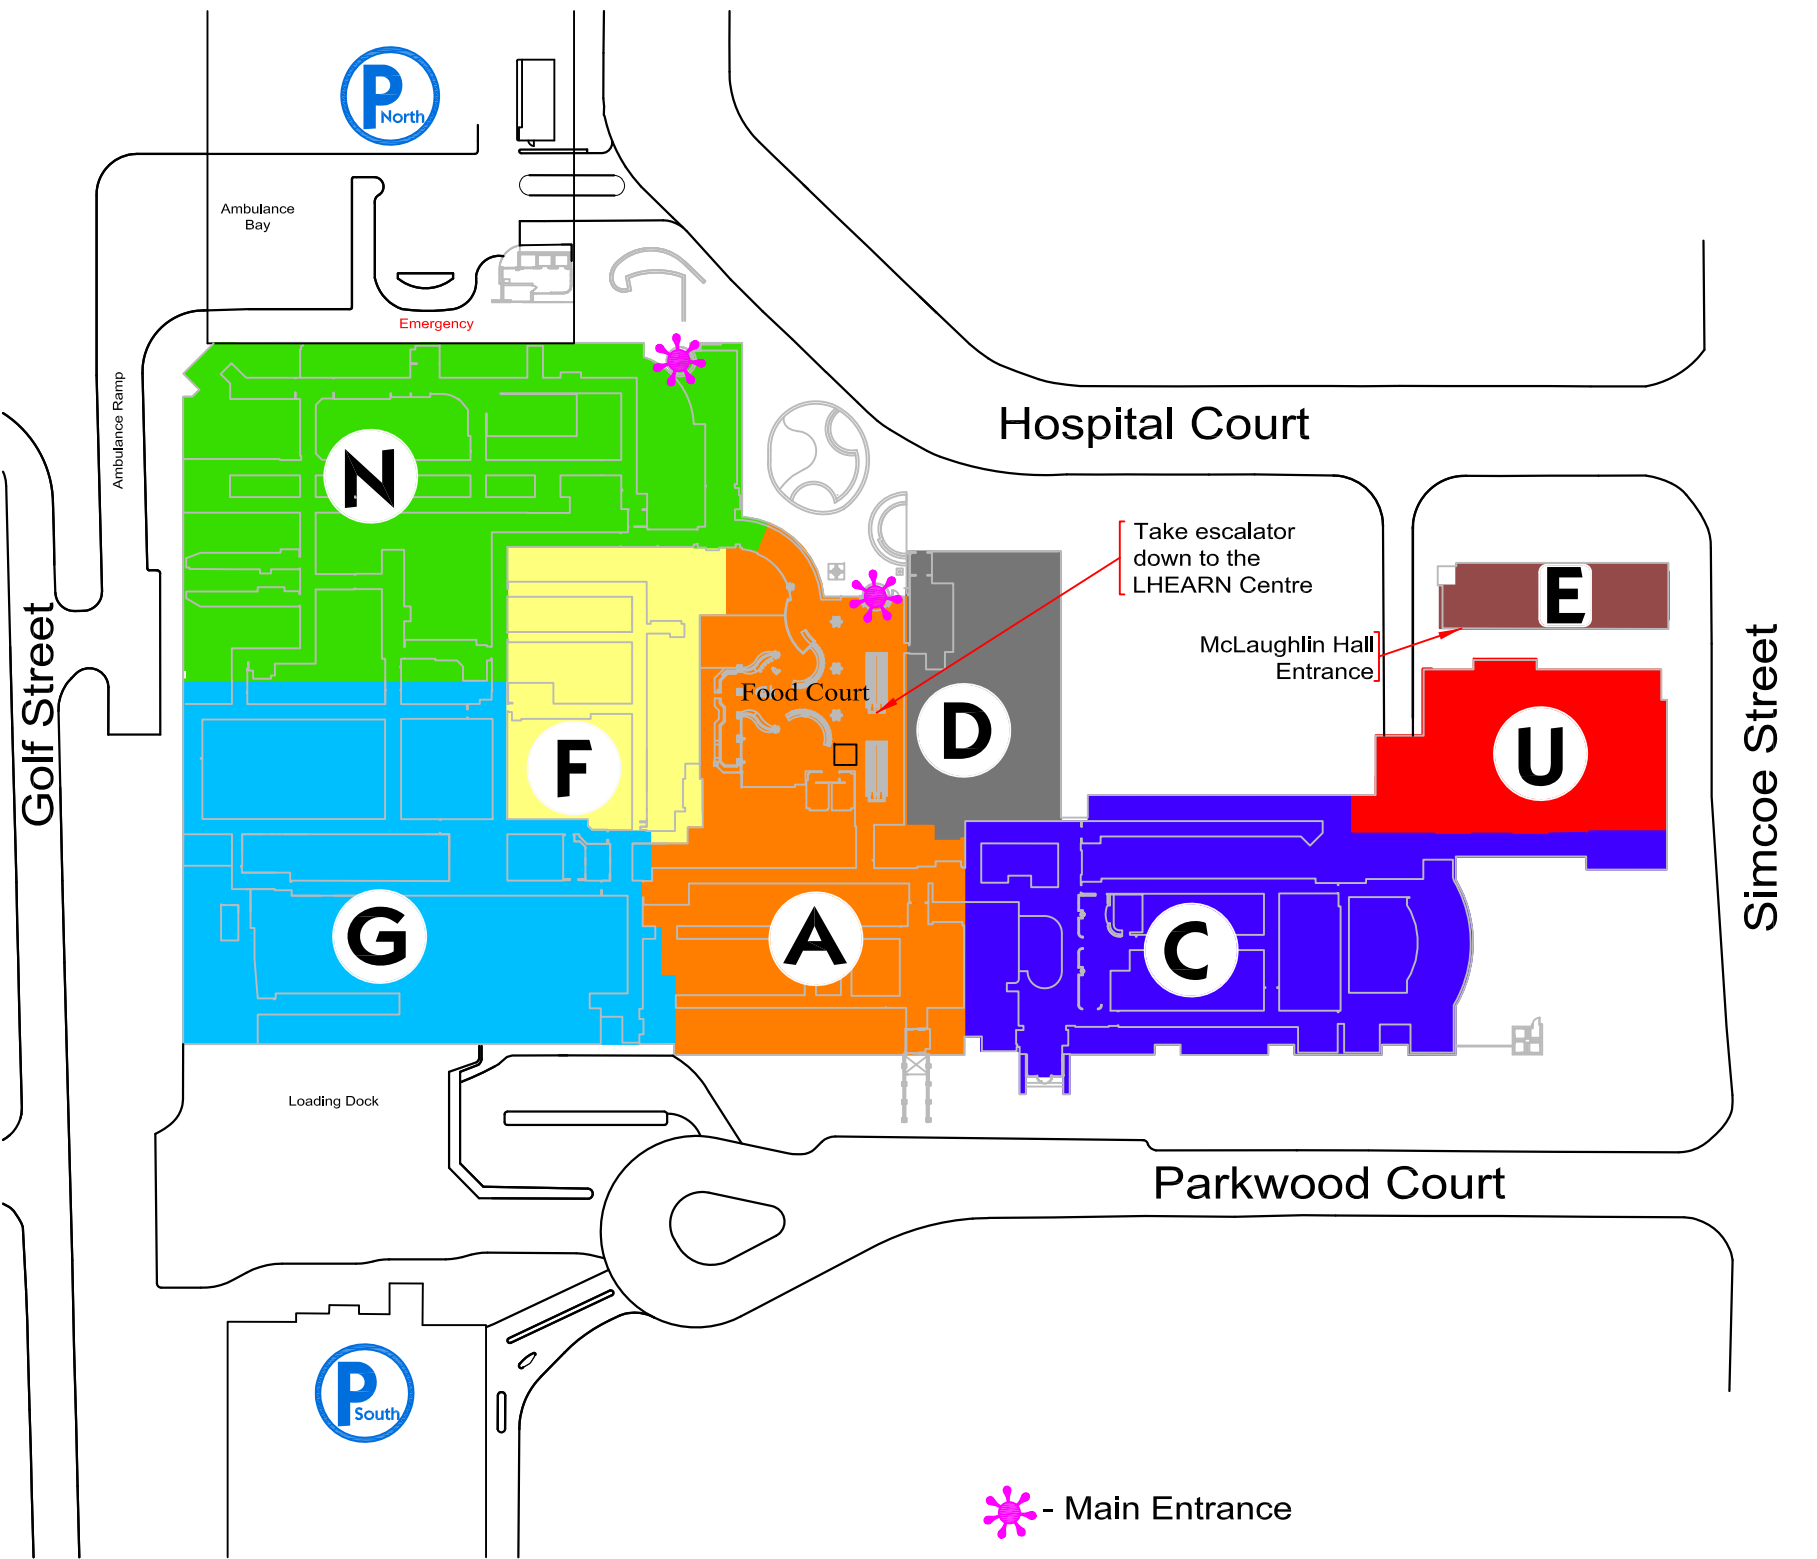 P
North
Ambulance
Bay
Emergency
Ambulance Ramp
Hospital Court
N
Take escalator
down to the
LHEARN Centre
E
McLaughlin Hall
Entrance
Golf Street
Simcoe Street
Food Court
F
D
U
G
A
C
Loading Dock
Parkwood Court
P
South
- Main Entrance